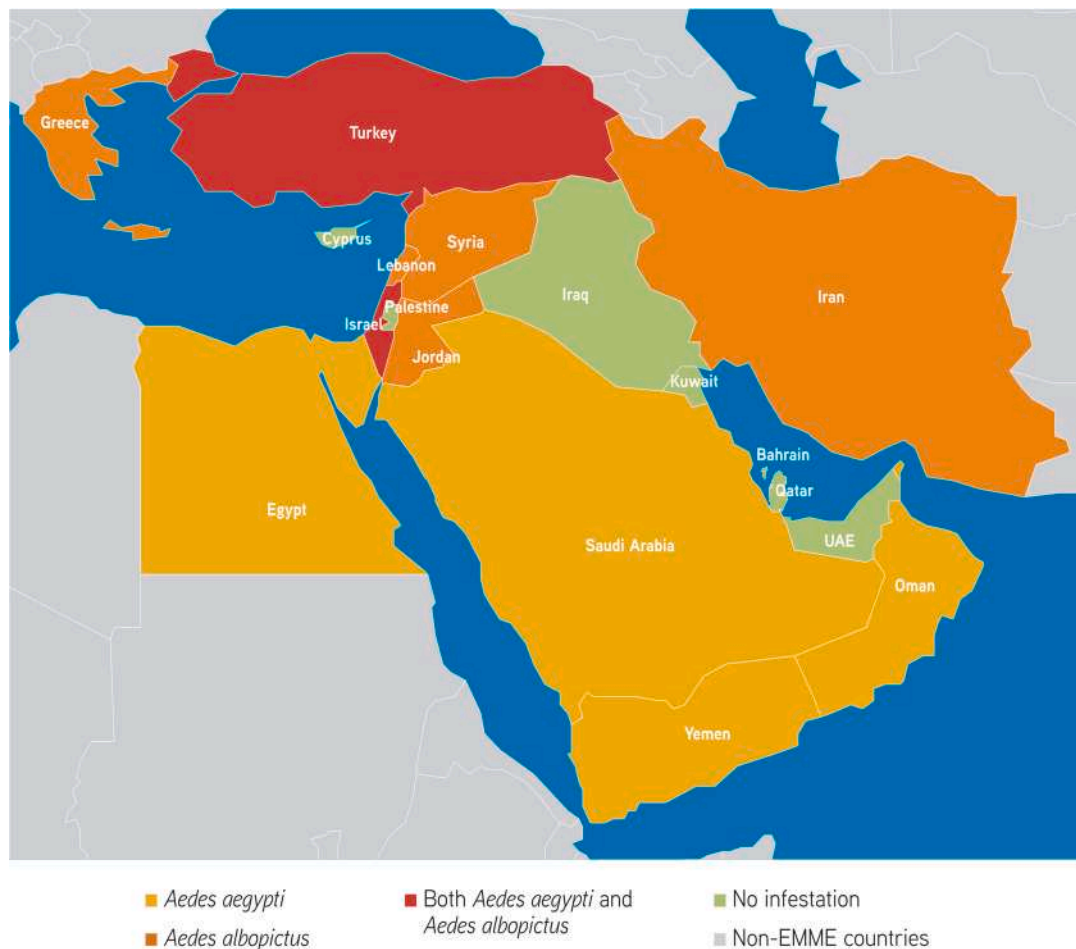 Greece
Turkey
Cyprus
Syria
Lebanon
Iraq
Iran
Palestine
Israel
Jordan
Kuwait
Bahrain
Qatar
Egypt
Saudi Arabia
UAE
Oman
Yemen
Aedes aegypti
Aedes albopictus
Both Aedes aegypti and
Aedes albopictus
No infestation
Non-EMME countries